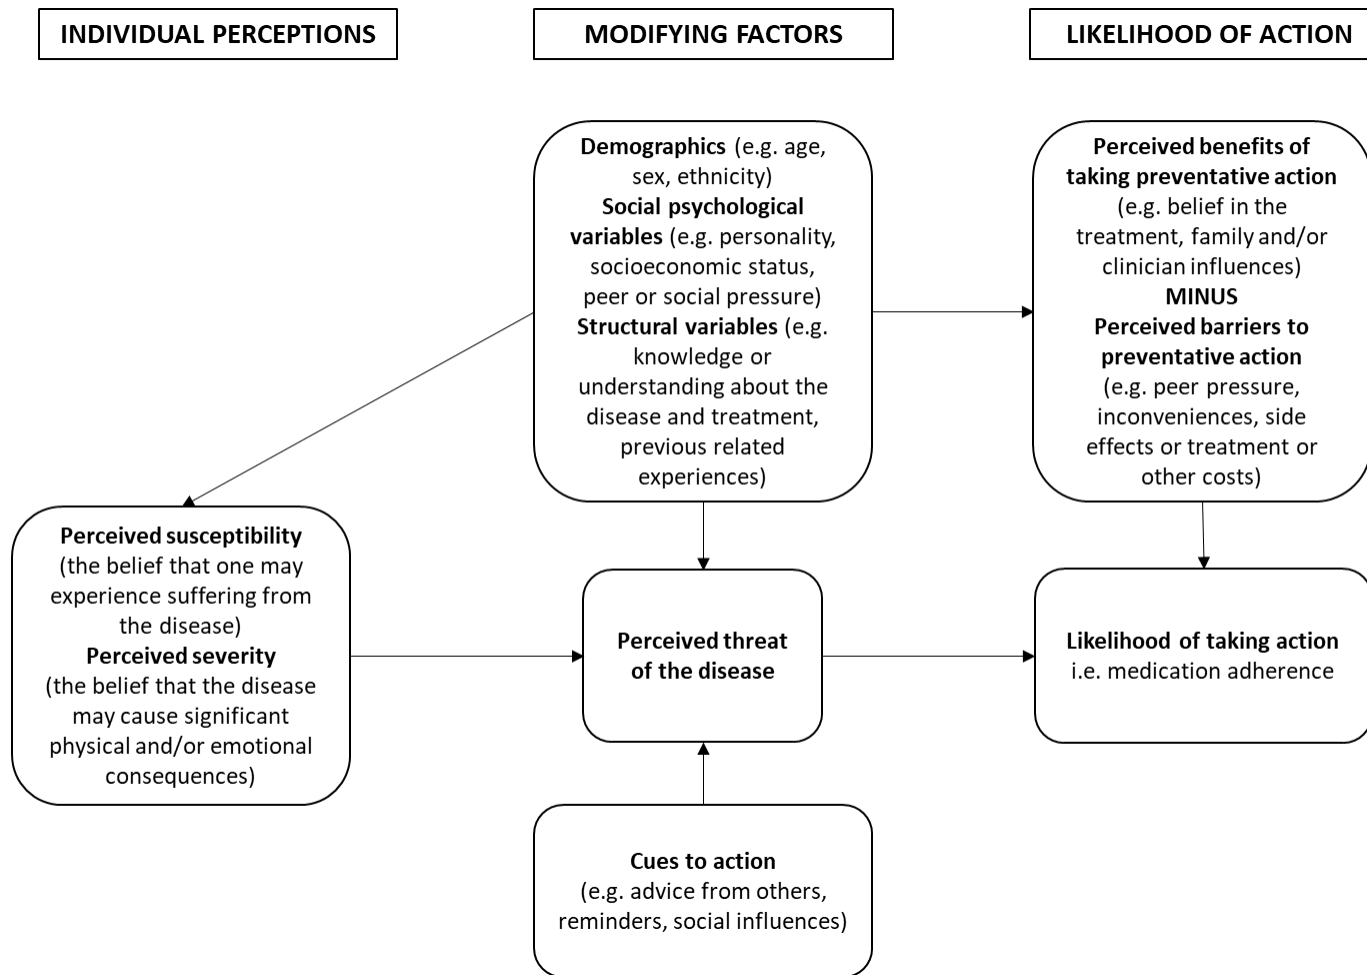 INDIVIDUAL PERCEPTIONS
MODIFYING FACTORS
LIKELIHOOD OF ACTION
Demographics (e.g. age,
sex, ethnicity)
Social psychological
variables (e.g. personality,
socioeconomic status,
peer or social pressure)
Structural variables (e.g.
knowledge or
understanding about the
disease and treatment,
previous related
experiences)
Perceived benefits of
taking preventative action
(e.g. belief in the
treatment, family and/or
clinician influences)
MINUS
Perceived barriers to
preventative action
(e.g. peer pressure,
inconveniences, side
effects or treatment or
other costs)
Perceived susceptibility
(the belief that one may
experience suffering from
the disease)
Perceived severity
(the belief that the disease
may cause significant
physical and/or emotional
consequences)
Perceived threat
of the disease
Likelihood of taking action
i.e. medication adherence
Cues to action
(e.g. advice from others,
reminders, social influences)